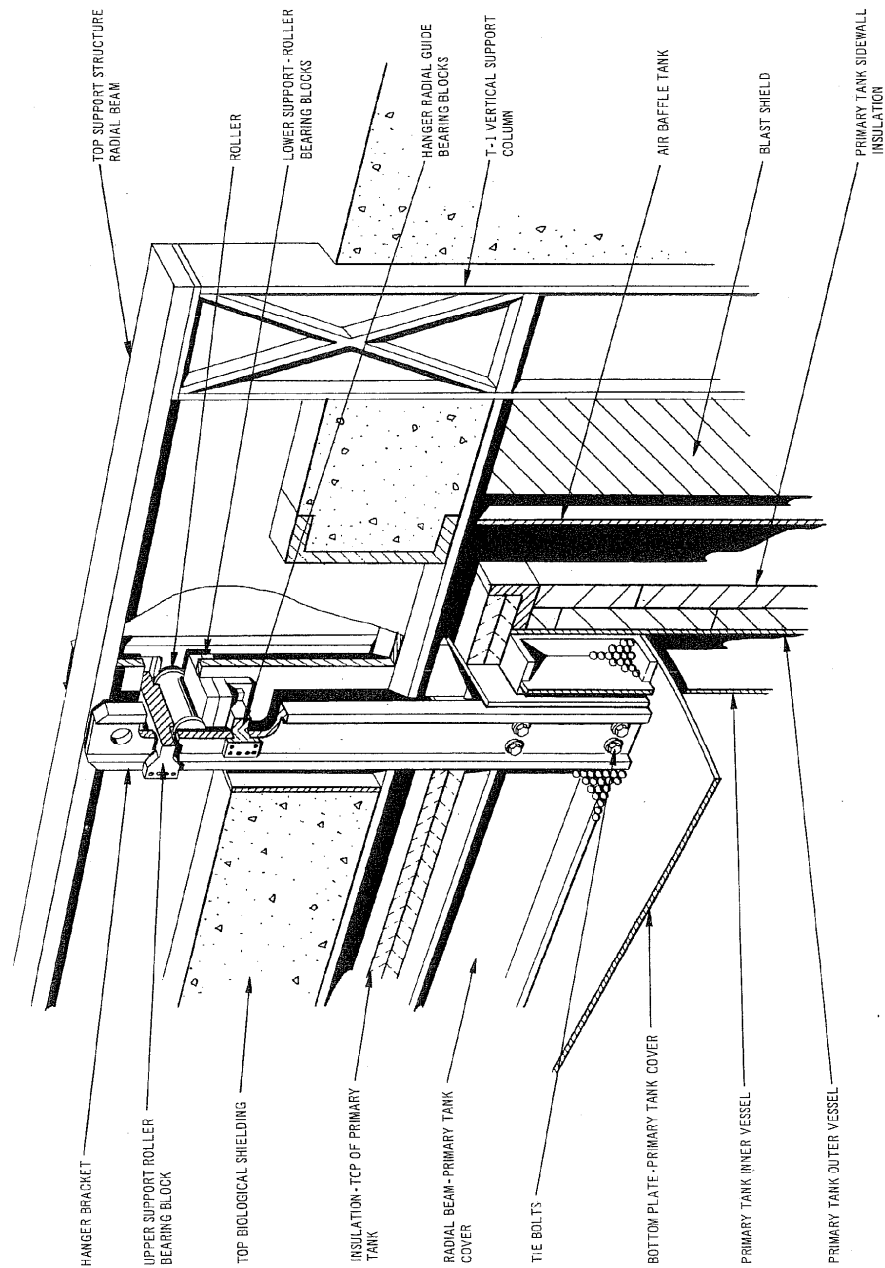 TOP SUPPORT STRUCTURE
RADIAL BEAM
ROLLER
LOWER SUPPORT-ROLLER
BEARING BLOCKS
HANGER RADIAL GUIDE
BEARING BLOCKS
T-1 VERTICAL SUPPORT
COLUMN
AIR BAFFLE TANK
BLAST SHIELD
PRIMARY TANK SIDEWALL
INSULATION
HANGER BRACKET
UPPER SUPPORT ROLLER
BEARING BLOCK
TOP BIOLOGICAL SHIELDING
INSULATION-TOP OF PRIMARY
TANK
RADIAL BEAM-PRIMARY TANK
COVER
TIE BOLTS
BOTTOM PLATE-PRIMARY TANK COVER
PRIMARY TANK INNER VESSEL
PRIMARY TANK OUTER VESSEL